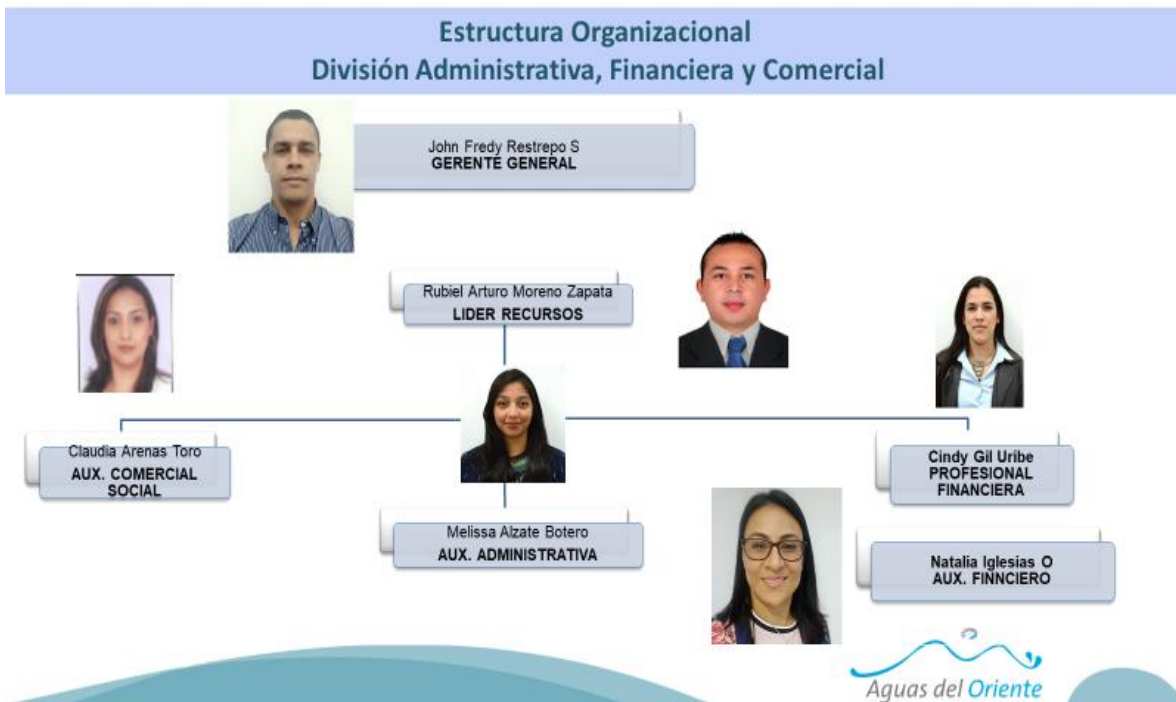 Estructura Organizacional
División Administrativa, Financiera y Comercial
John Fredy Restrepo S
GERENTE GENERAL
Rubiel Arturo Moreno Zapata
LIDER RECURSOS
Claudia Arenas Toro
AUX. COMERCIAL
SOCIAL
Cindy Gil Uribe
PROFESIONAL
FINANCIERA
Melissa Alzate Botero
AUX. ADMINISTRATIVA
Natalia Iglesias O
AUX. FINNCIERO
Aguas del Oriente